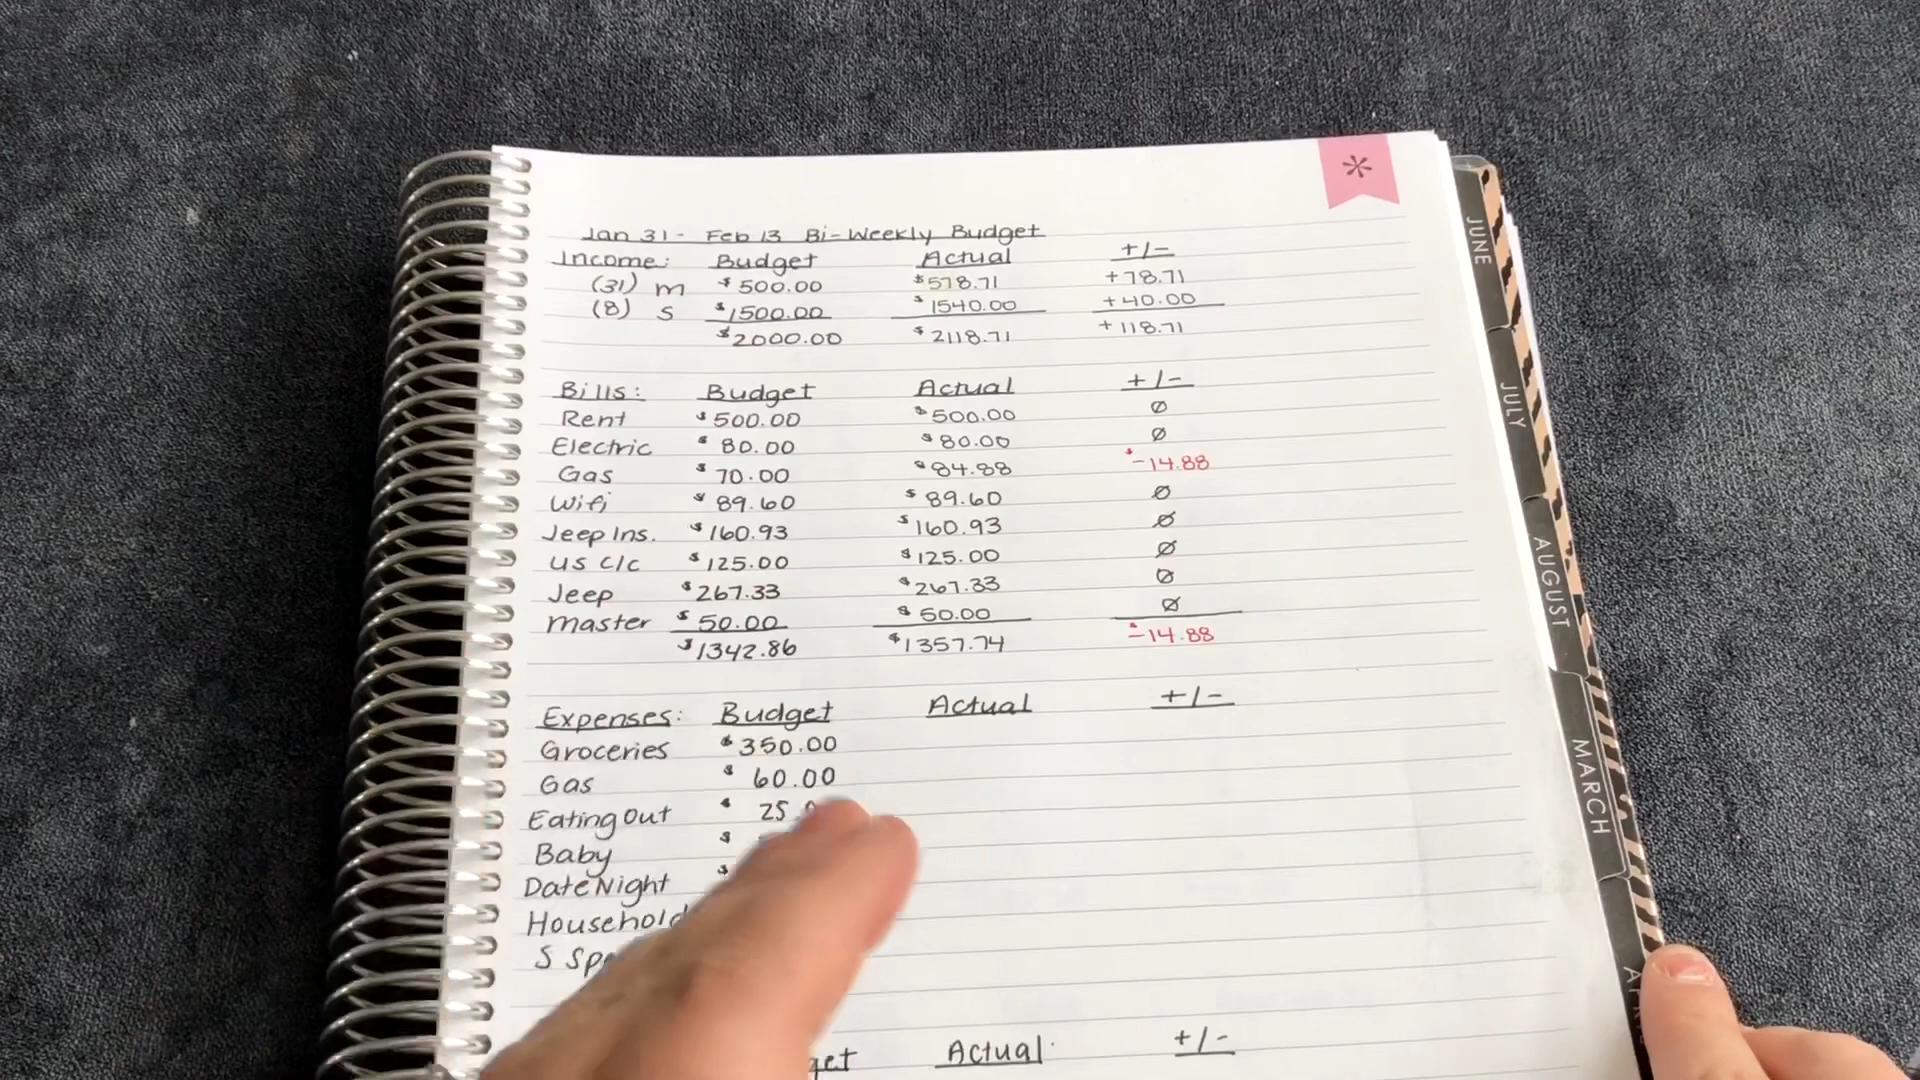 *
Jan 31 - Feb 13 Bi-Weekly Budget
Income: Budget Actual +/-
(31) m $500.00 $578.71 +78.71
(8) s $1500.00 $1540.00 +40.00
$2000.00 $2118.71 +118.71
Bills: Budget Actual +/-
Rent $500.00 $500.00 Ø
Electric $80.00 $80.00 Ø
Gas $70.00 $84.88 $-14.88
Wifi $89.60 $89.60 Ø
Jeep Ins. $160.93 $160.93 Ø
US C/C $125.00 $125.00 Ø
Jeep $267.33 $267.33 Ø
Master $50.00 $50.00 Ø
$1342.86 $1357.74 $-14.88
Expenses: Budget Actual +/-
Groceries $350.00
Gas $60.00
Eating Out $25
Baby $
Date Night $
Household
S
Actual +/-
JUNE
JULY
AUGUST
MARCH